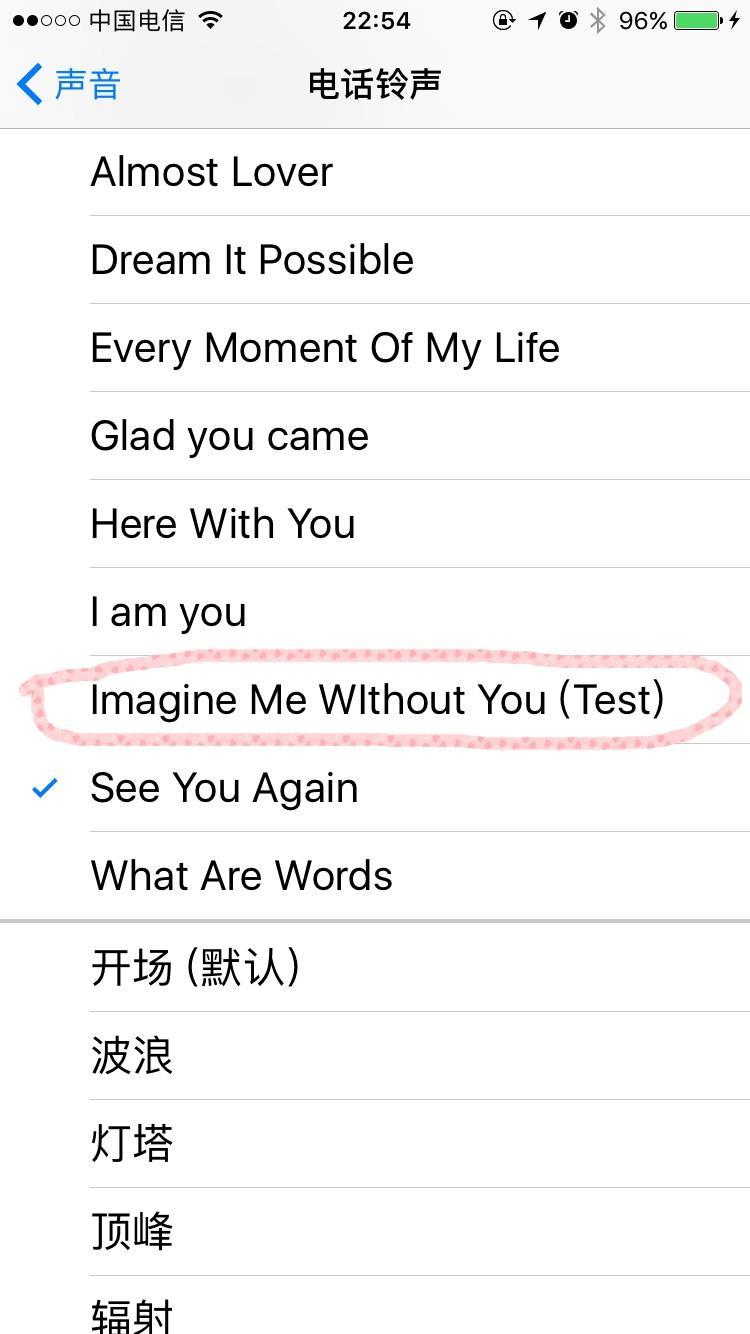 中国电信 22:54 96%
声音 电话铃声
Almost Lover
Dream It Possible
Every Moment Of My Life
Glad you came
Here With You
I am you
Imagine Me WIthout You (Test)
See You Again
What Are Words
开场 (默认)
波浪
灯塔
顶峰
辐射